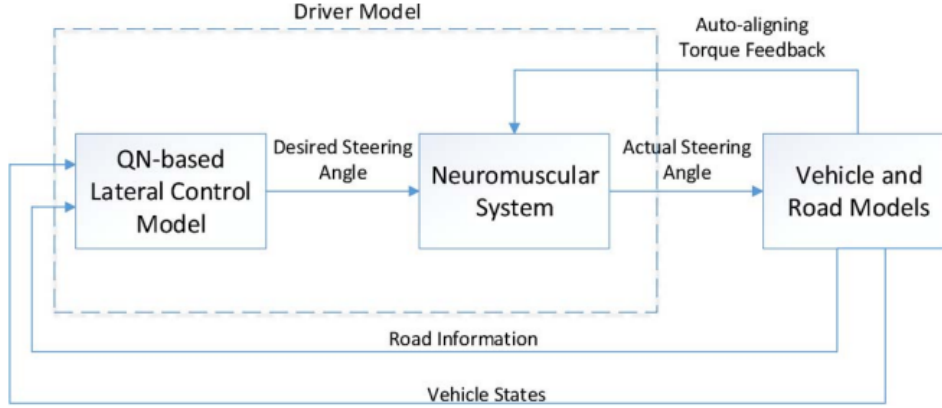 Driver Model
Auto-aligning
Torque Feedback
QN-based
Lateral Control
Model
Desired Steering
Angle
Neuromuscular
System
Actual Steering
Angle
Vehicle and
Road Models
Road Information
Vehicle States